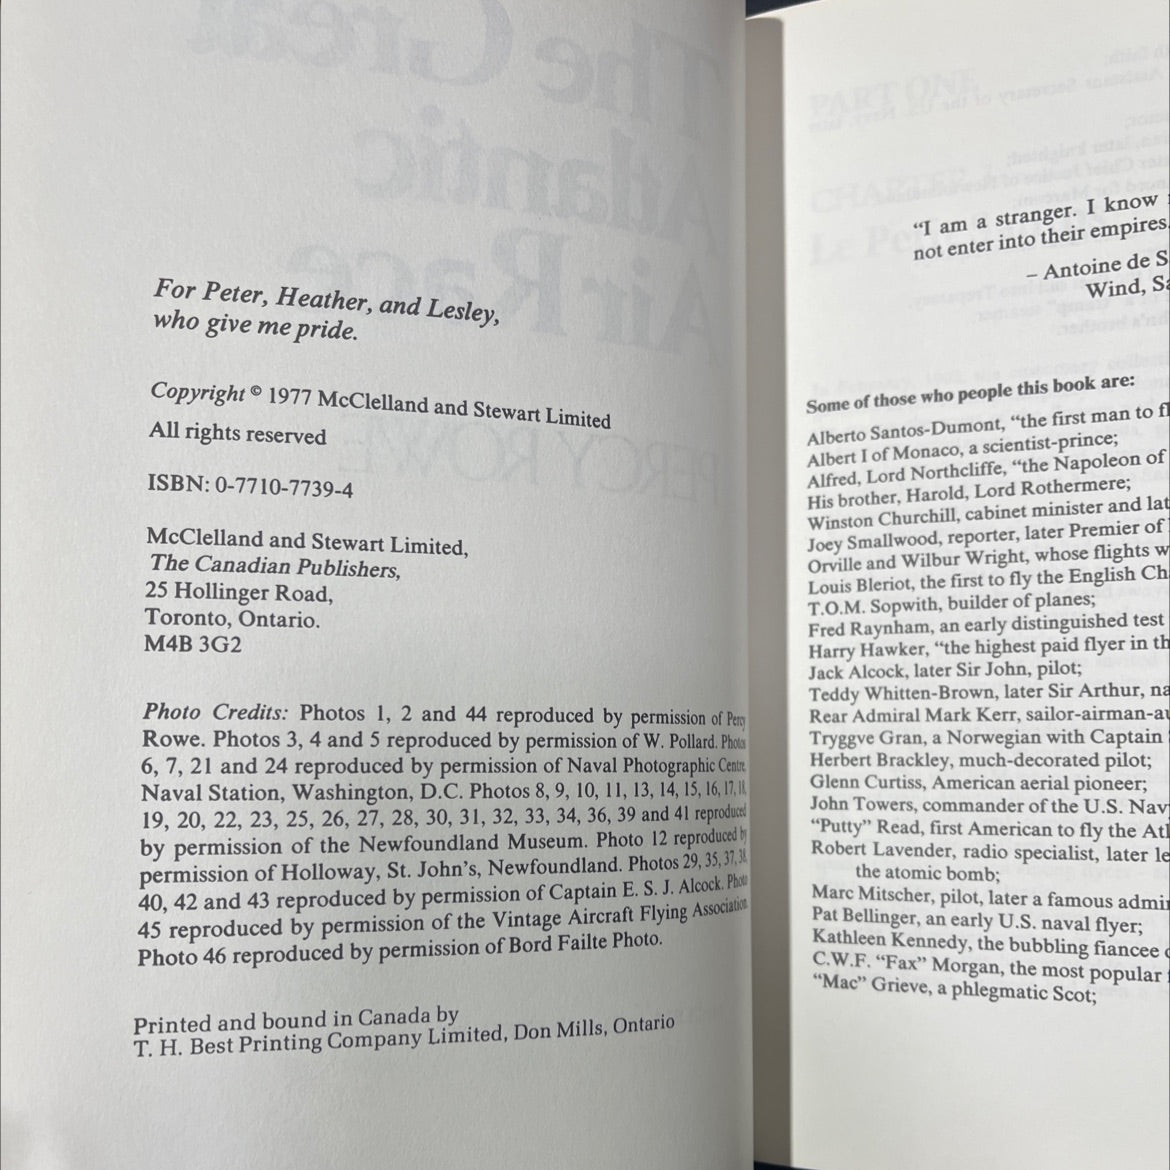 For Peter, Heather, and Lesley,
who give me pride.
Copyright © 1977 McClelland and Stewart Limited
All rights reserved
ISBN: 0-7710-7739-4
McClelland and Stewart Limited,
The Canadian Publishers,
25 Hollinger Road,
Toronto, Ontario.
M4B 3G2
Photo Credits: Photos 1, 2 and 44 reproduced by permission of Percy
Rowe. Photos 3, 4 and 5 reproduced by permission of W. Pollard. Photos
6, 7, 21 and 24 reproduced by permission of Naval Photographic Centre,
Naval Station, Washington, D.C. Photos 8, 9, 10, 11, 13, 14, 15, 16, 17, 18,
19, 20, 22, 23, 25, 26, 27, 28, 30, 31, 32, 33, 34, 36, 39 and 41 reproduced
by permission of the Newfoundland Museum. Photo 12 reproduced by
permission of Holloway, St. John's, Newfoundland. Photos 29, 35, 37, 38,
40, 42 and 43 reproduced by permission of Captain E. S. J. Alcock. Photo
45 reproduced by permission of the Vintage Aircraft Flying Association.
Photo 46 reproduced by permission of Bord Failte Photo.
Printed and bound in Canada by
T. H. Best Printing Company Limited, Don Mills, Ontario
The Great
Atlantic
Air Race
PERCY ROWE
PART ONE
CHAPTER
“I am a stranger. I know
not enter into their empires.
– Antoine de S
Wind, Sa
Some of those who people this book are:
Alberto Santos-Dumont, “the first man to fl
Albert I of Monaco, a scientist-prince;
Alfred, Lord Northcliffe, “the Napoleon of
His brother, Harold, Lord Rothermere;
Winston Churchill, cabinet minister and lat
Joey Smallwood, reporter, later Premier of
Orville and Wilbur Wright, whose flights w
Louis Bleriot, the first to fly the English Ch
T.O.M. Sopwith, builder of planes;
Fred Raynham, an early distinguished test
Harry Hawker, “the highest paid flyer in th
Jack Alcock, later Sir John, pilot;
Teddy Whitten-Brown, later Sir Arthur, na
Rear Admiral Mark Kerr, sailor-airman-au
Tryggve Gran, a Norwegian with Captain
Herbert Brackley, much-decorated pilot;
Glenn Curtiss, American aerial pioneer;
John Towers, commander of the U.S. Nav
“Putty” Read, first American to fly the Atl
Robert Lavender, radio specialist, later le
the atomic bomb;
Marc Mitscher, pilot, later a famous admir
Pat Bellinger, an early U.S. naval flyer;
Kathleen Kennedy, the bubbling fiancee o
C.W.F. “Fax” Morgan, the most popular
“Mac” Grieve, a phlegmatic Scot;